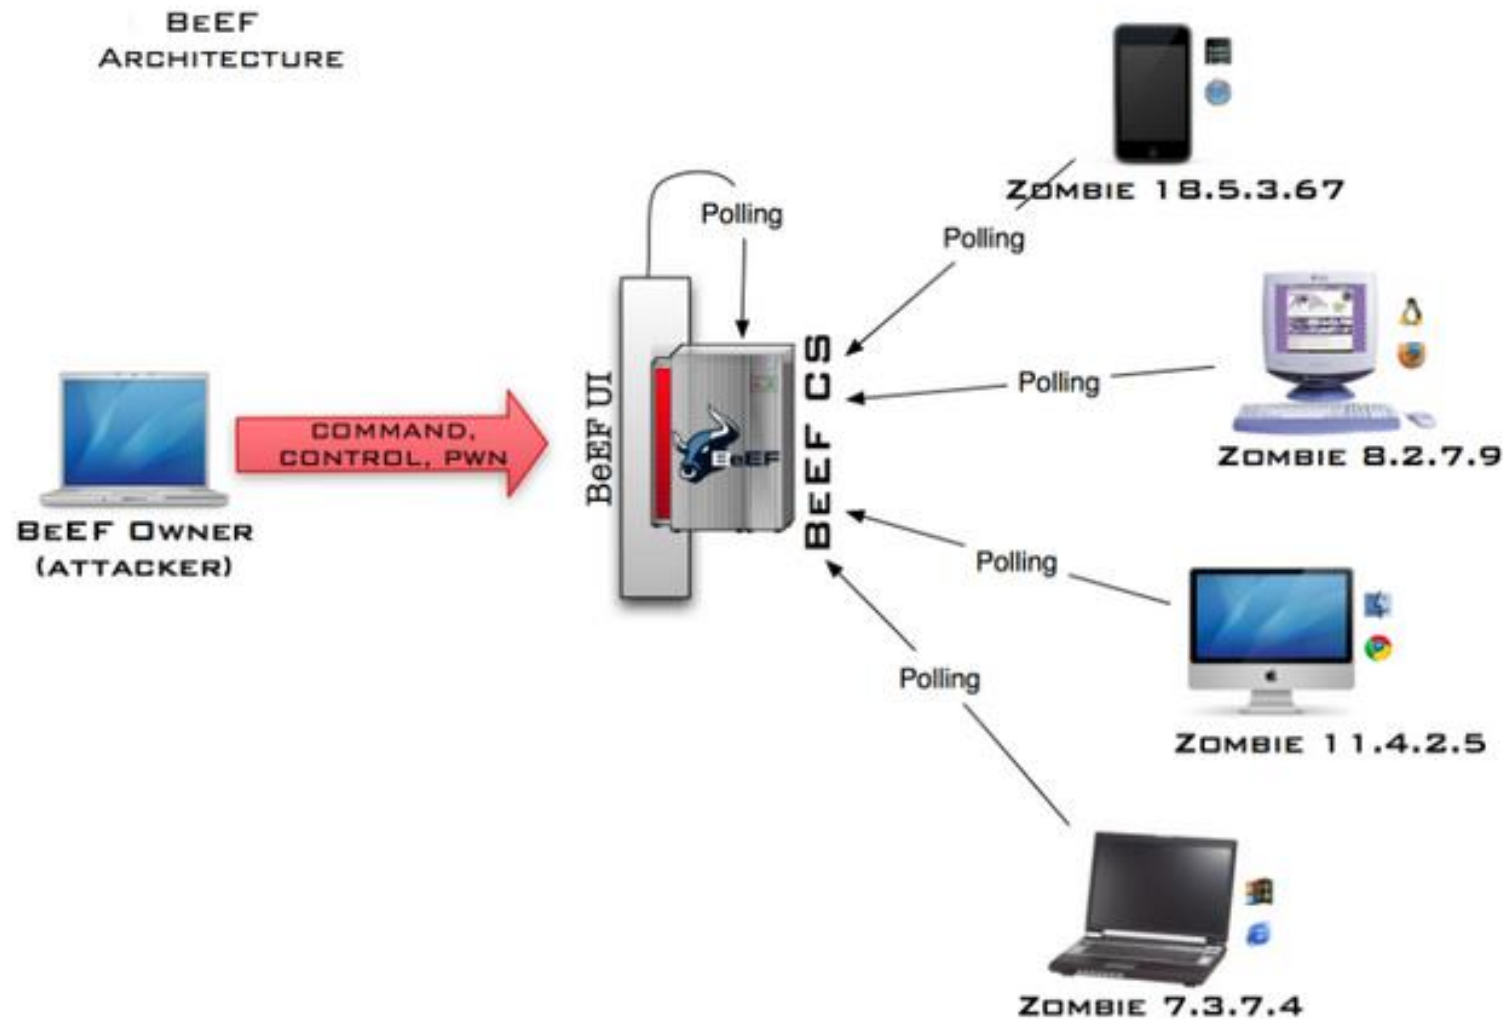 BeEF
Architecture
Zombie 18.5.3.67
Polling
Polling
Polling
Zombie 8.2.7.9
BeEF UI
BeEF CS
BeEF
COMMAND,
CONTROL, PWN
BeEF Owner
(attacker)
Polling
Zombie 11.4.2.5
Polling
Zombie 7.3.7.4